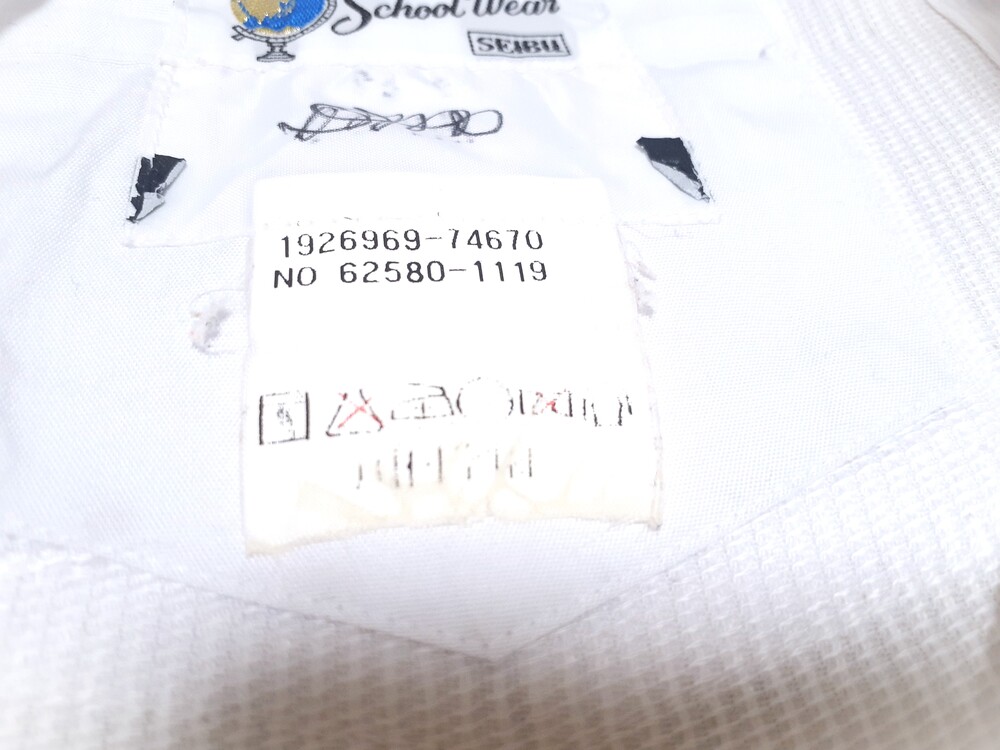 School Wear
SEIBU
1926969-74670
NO 62580-1119